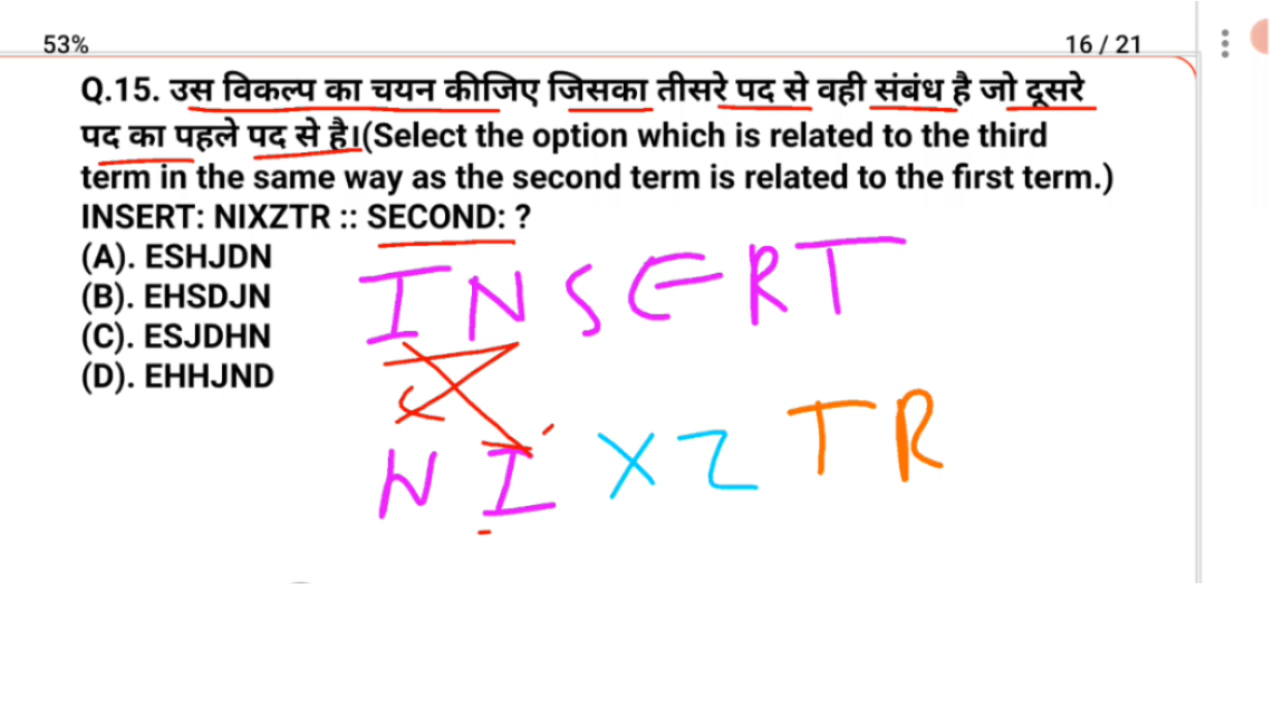 53%
16 / 21
Q.15. उस विकल्प का चयन कीजिए जिसका तीसरे पद से वही संबंध है जो दूसरे
पद का पहले पद से है।(Select the option which is related to the third
term in the same way as the second term is related to the first term.)
INSERT: NIXZTR :: SECOND: ?
(A). ESHJDN
(B). EHSDJN
(C). ESJDHN
(D). EHHJND
INSERT
NIXZTR